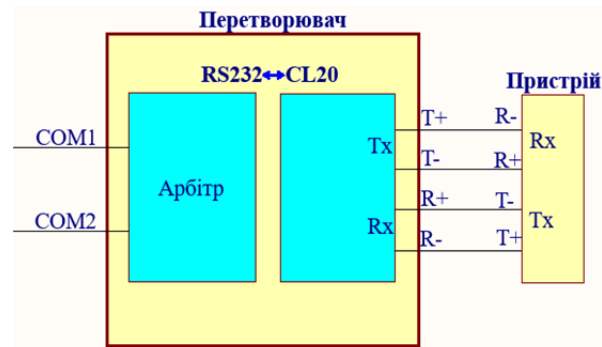 Перетворювач
RS232↔CL20
Пристрій
COM1
COM2
Арбітр
Tx
Rx
T+
T-
R+
R-
R-
R+
T-
T+
Rx
Tx